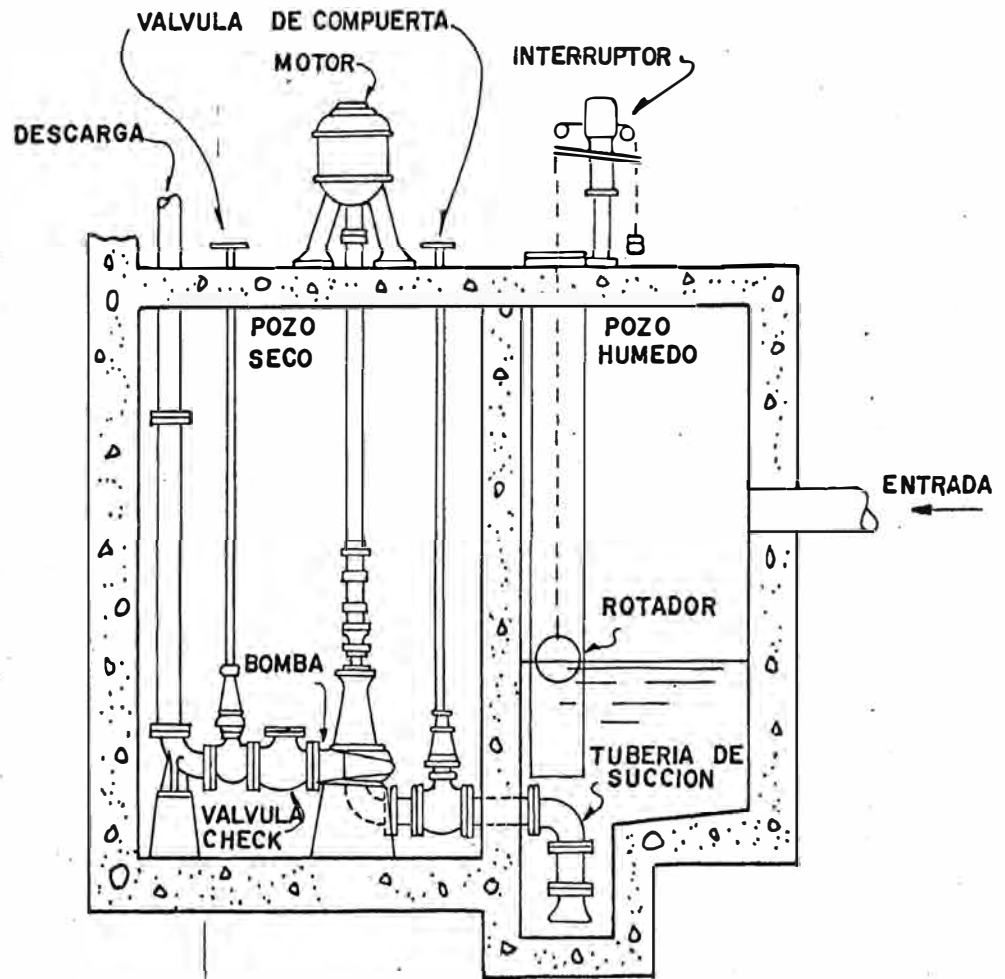 VALVULA DE COMPUERTA
MOTOR
INTERRUPTOR
DESCARGA
POZO
SECO
POZO
HUMEDO
ENTRADA
ROTADOR
BOMBA
TUBERIA DE
SUCCION
VALVULA
CHECK